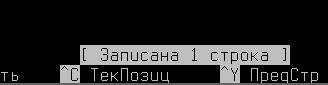 [ Записана 1 строка ]
ть ^C ТекПозиц ^Y ПредСтр